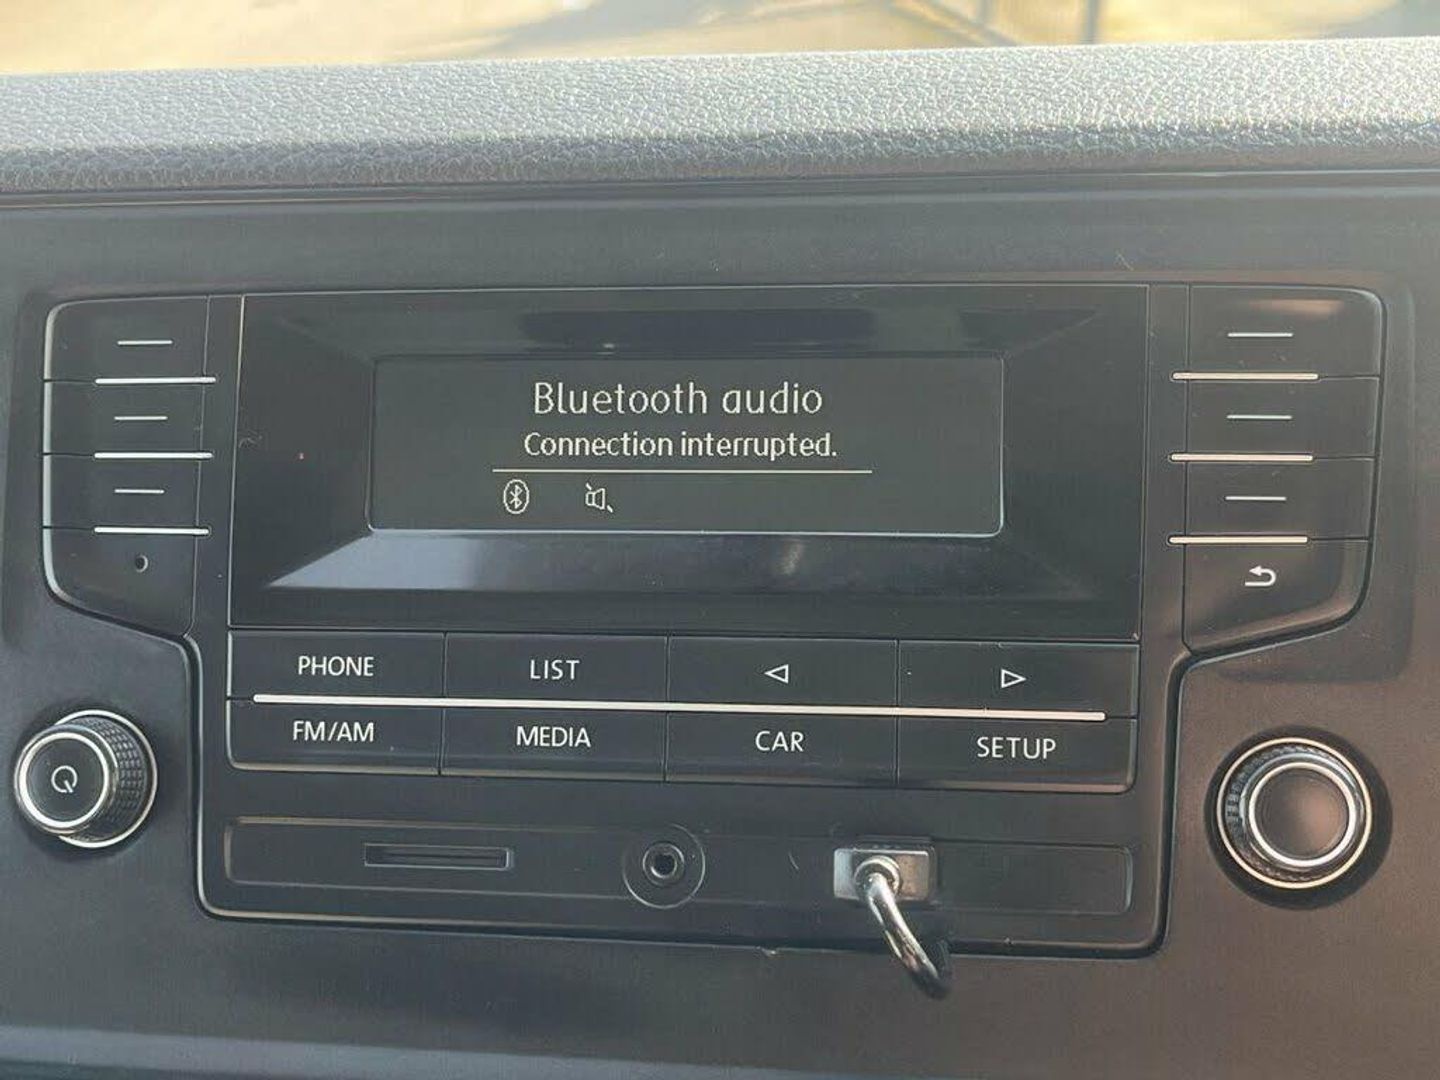 Bluetooth audio
Connection interrupted.
PHONE LIST
FM/AM MEDIA CAR SETUP